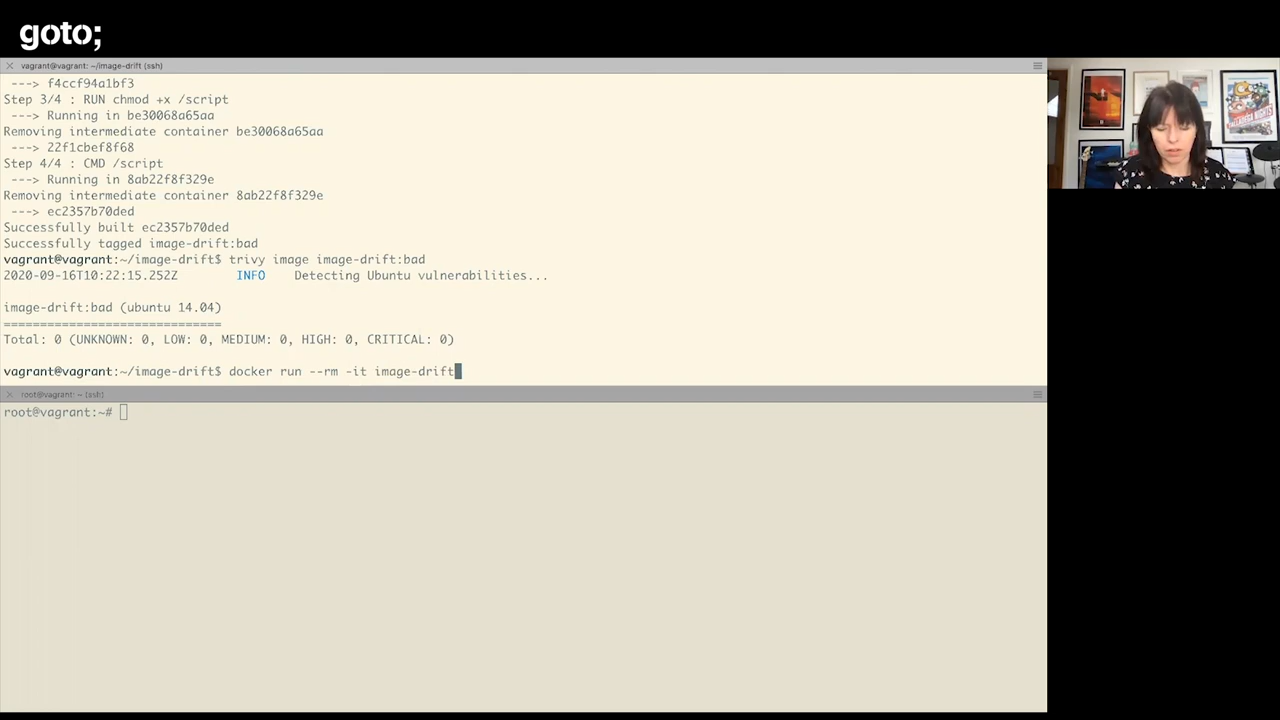 goto;
vagrant@vagrant: ~/image-drift (ssh)
---> f4ccf94a1bf3
Step 3/4 : RUN chmod +x /script
---> Running in be30068a65aa
Removing intermediate container be30068a65aa
---> 22f1cbef8f68
Step 4/4 : CMD /script
---> Running in 8ab22f8f329e
Removing intermediate container 8ab22f8f329e
---> ec2357b70ded
Successfully built ec2357b70ded
Successfully tagged image-drift:bad
vagrant@vagrant:~/image-drift$ trivy image image-drift:bad
2020-09-16T10:22:15.252Z INFO Detecting Ubuntu vulnerabilities...
image-drift:bad (ubuntu 14.04)
==============================
Total: 0 (UNKNOWN: 0, LOW: 0, MEDIUM: 0, HIGH: 0, CRITICAL: 0)
vagrant@vagrant:~/image-drift$ docker run --rm -it image-drift
root@vagrant: ~ (ssh)
root@vagrant:~#